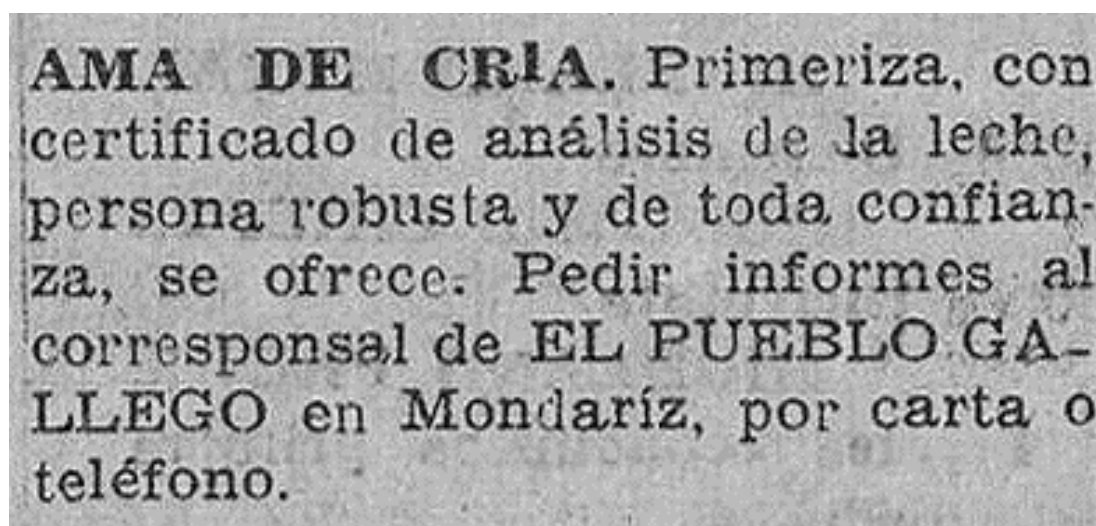 AMA DE CRIA. Primeriza, con
certificado de análisis de la leche,
persona robusta y de toda confian-
za, se ofrece. Pedir informes al
corresponsal de EL PUEBLO GA-
LLEGO en Mondaríz, por carta o
teléfono.